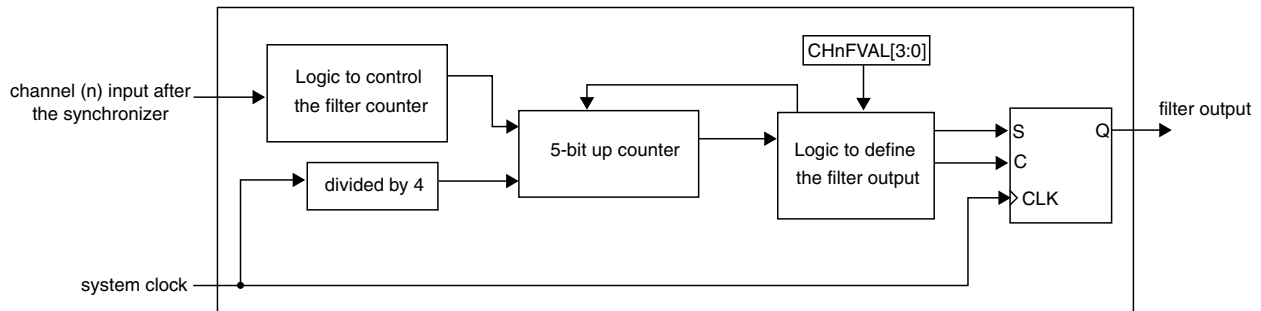 channel (n) input after
the synchronizer
Logic to control
the filter counter
divided by 4
5-bit up counter
CHnFVAL[3:0]
Logic to define
the filter output
S
Q
C
CLK
filter output
system clock